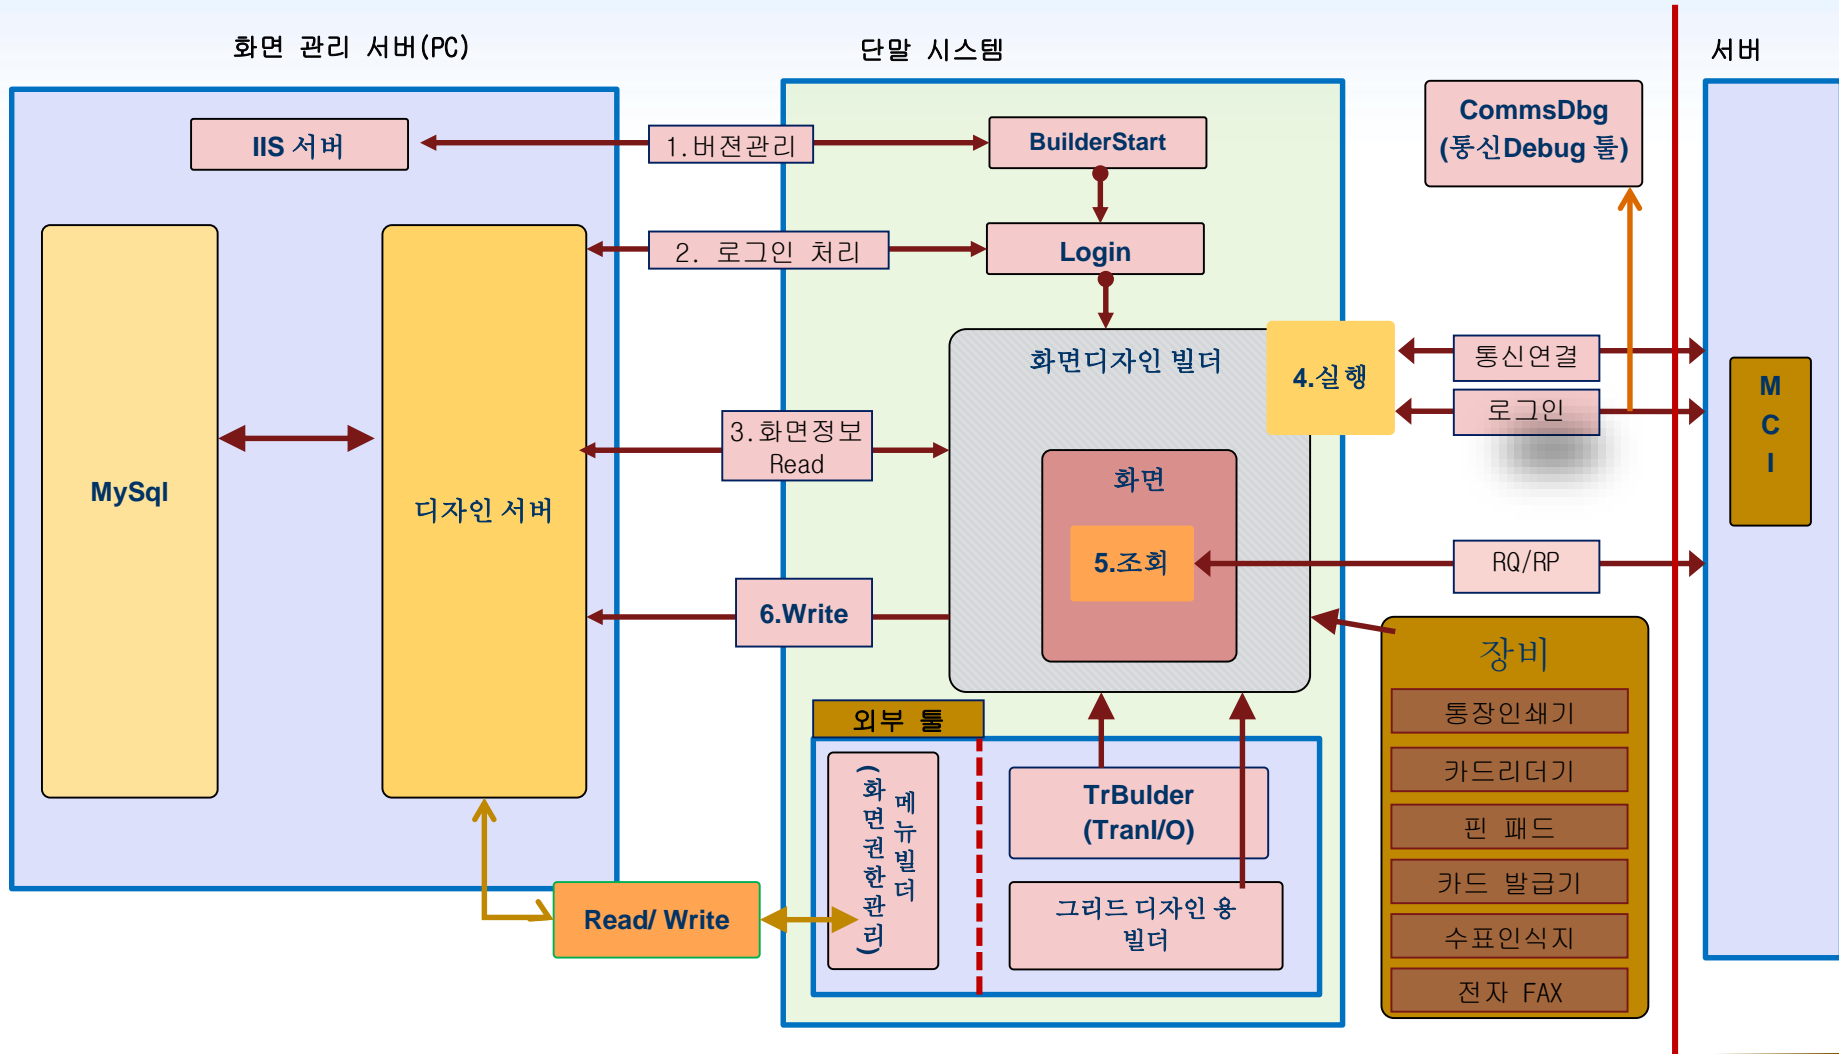 화면 관리 서버(PC)
단말 시스템
서버
IIS 서버
1.버젼관리
BuilderStart
CommsDbg
(통신Debug 툴)
2. 로그인 처리
Login
MySql
디자인 서버
3.화면정보
Read
화면디자인 빌더
4.실행
통신연결
로그인
M
C
I
화면
5.조회
RQ/RP
6.Write
외부 툴
메뉴빌더
(화면권한관리)
TrBulder
(TranI/O)
그리드 디자인 용
빌더
Read/ Write
장비
통장인쇄기
카드리더기
핀 패드
카드 발급기
수표인식지
전자 FAX